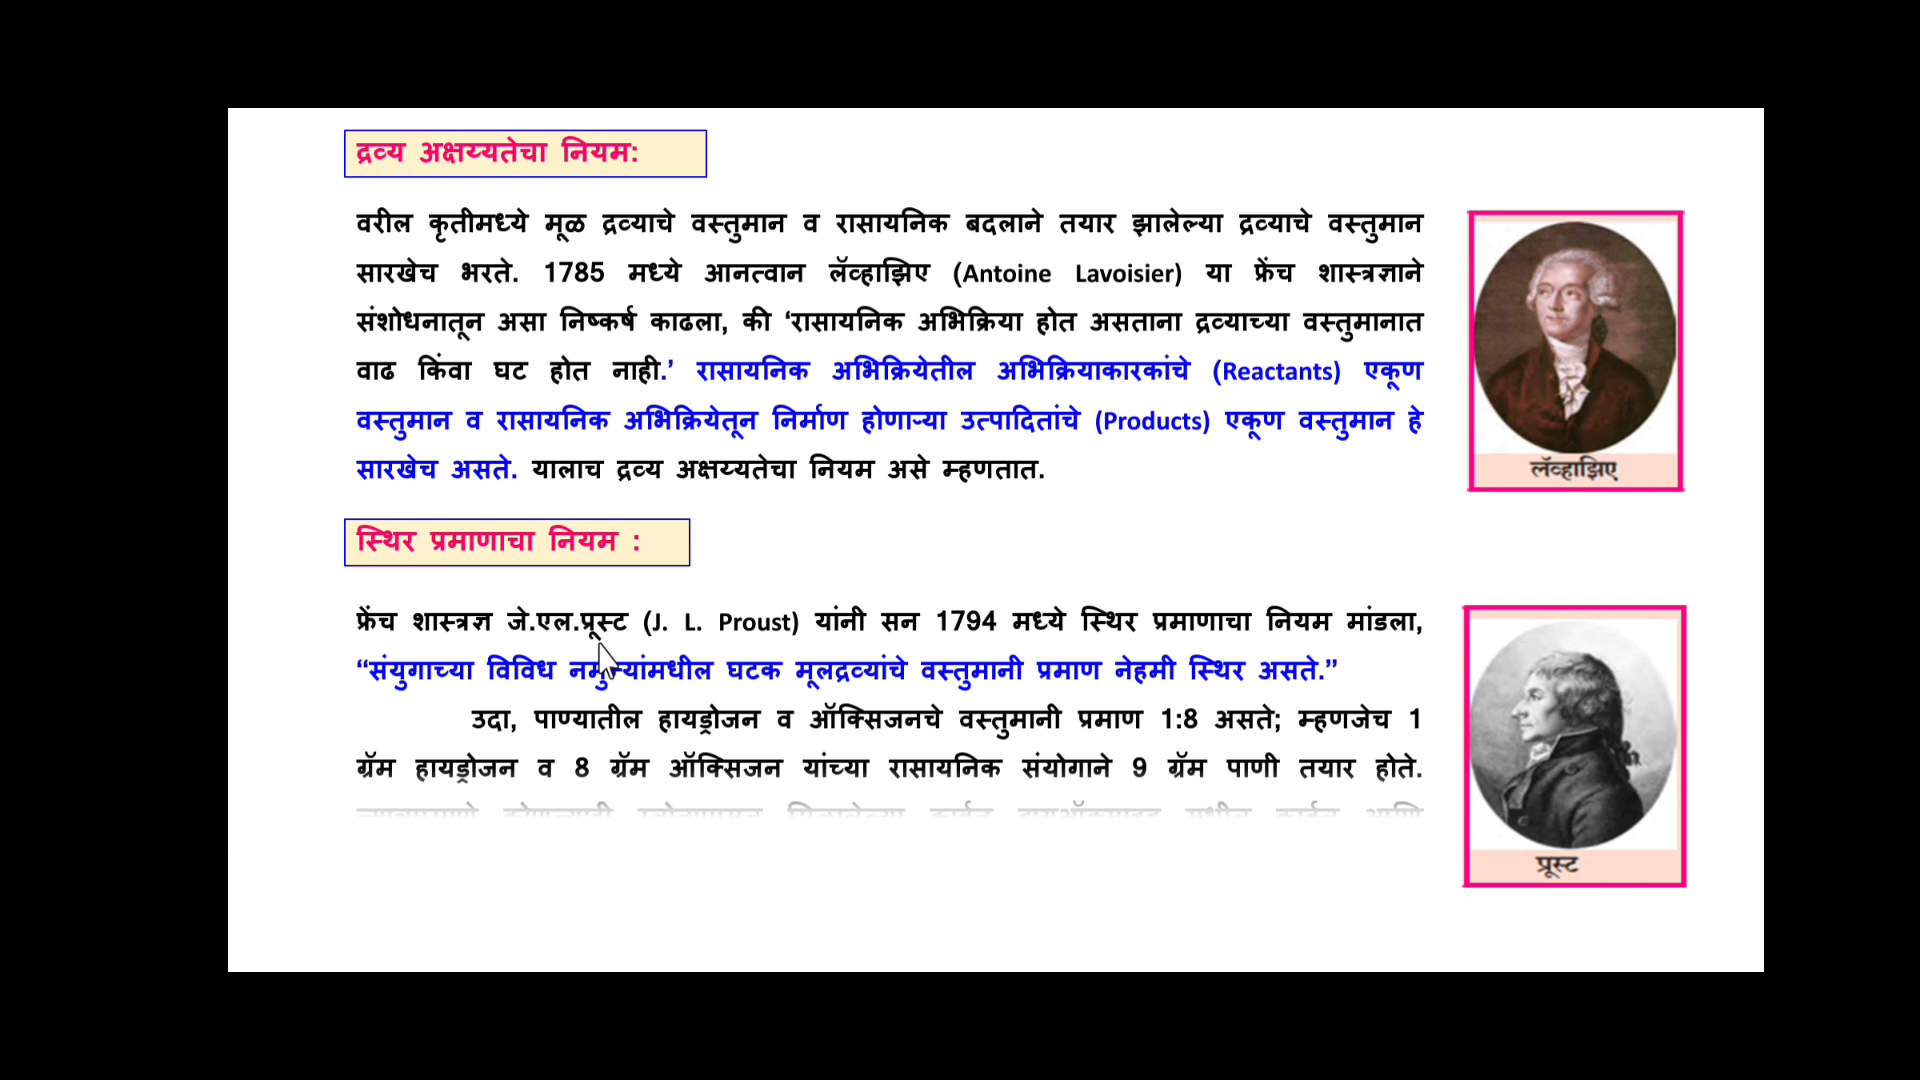 द्रव्य अक्षय्यतेचा नियम:
वरील कृतीमध्ये मूळ द्रव्याचे वस्तुमान व रासायनिक बदलाने तयार झालेल्या द्रव्याचे वस्तुमान
सारखेच भरते. 1785 मध्ये आनत्वान लॅव्हाझिए (Antoine Lavoisier) या फ्रेंच शास्त्रज्ञाने
संशोधनातून असा निष्कर्ष काढला, की ‘रासायनिक अभिक्रिया होत असताना द्रव्याच्या वस्तुमानात
वाढ किंवा घट होत नाही.’ रासायनिक अभिक्रियेतील अभिक्रियाकारकांचे (Reactants) एकूण
वस्तुमान व रासायनिक अभिक्रियेतून निर्माण होणाऱ्या उत्पादितांचे (Products) एकूण वस्तुमान हे
सारखेच असते. यालाच द्रव्य अक्षय्यतेचा नियम असे म्हणतात.
लॅव्हाझिए
स्थिर प्रमाणाचा नियम :
फ्रेंच शास्त्रज्ञ जे.एल.प्रूस्ट (J. L. Proust) यांनी सन 1794 मध्ये स्थिर प्रमाणाचा नियम मांडला,
“संयुगाच्या विविध नमुन्यांमधील घटक मूलद्रव्यांचे वस्तुमानी प्रमाण नेहमी स्थिर असते.”
उदा, पाण्यातील हायड्रोजन व ऑक्सिजनचे वस्तुमानी प्रमाण 1:8 असते; म्हणजेच 1
ग्रॅम हायड्रोजन व 8 ग्रॅम ऑक्सिजन यांच्या रासायनिक संयोगाने 9 ग्रॅम पाणी तयार होते.
प्रूस्ट